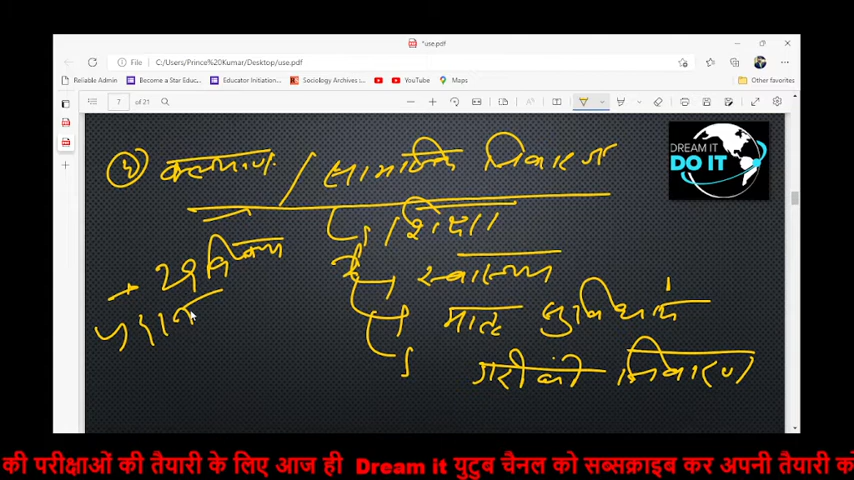 *use.pdf
File C:/Users/Prince%20Kumar/Desktop/use.pdf
Reliable Admin Become a Star Educ... Educator Initiation... Sociology Archives :... YouTube Maps Other favorites
7 of 21
DREAM IT
DO IT
कल्याण / सामाजिक
शिक्षा
स्वास्थ्य
मातृ सुविधाएं
गरीबी निवारण
की परीक्षाओं की तैयारी के लिए आज ही Dream it युटुब चैनल को सब्सक्राइब कर अपनी तैयारी को